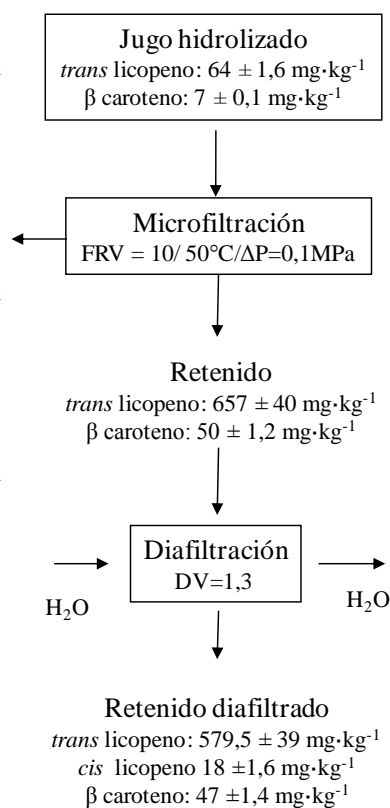 Jugo hidrolizado
trans licopeno: 64 ± 1,6 mg·kg⁻¹
β caroteno: 7 ± 0,1 mg·kg⁻¹
Microfiltración
FRV = 10/ 50°C/ΔP=0,1MPa
Retenido
trans licopeno: 657 ± 40 mg·kg⁻¹
β caroteno: 50 ± 1,2 mg·kg⁻¹
Diafiltración
DV=1,3
H₂O
H₂O
Retenido diafiltrado
trans licopeno: 579,5 ± 39 mg·kg⁻¹
cis licopeno 18 ±1,6 mg·kg⁻¹
β caroteno: 47 ±1,4 mg·kg⁻¹